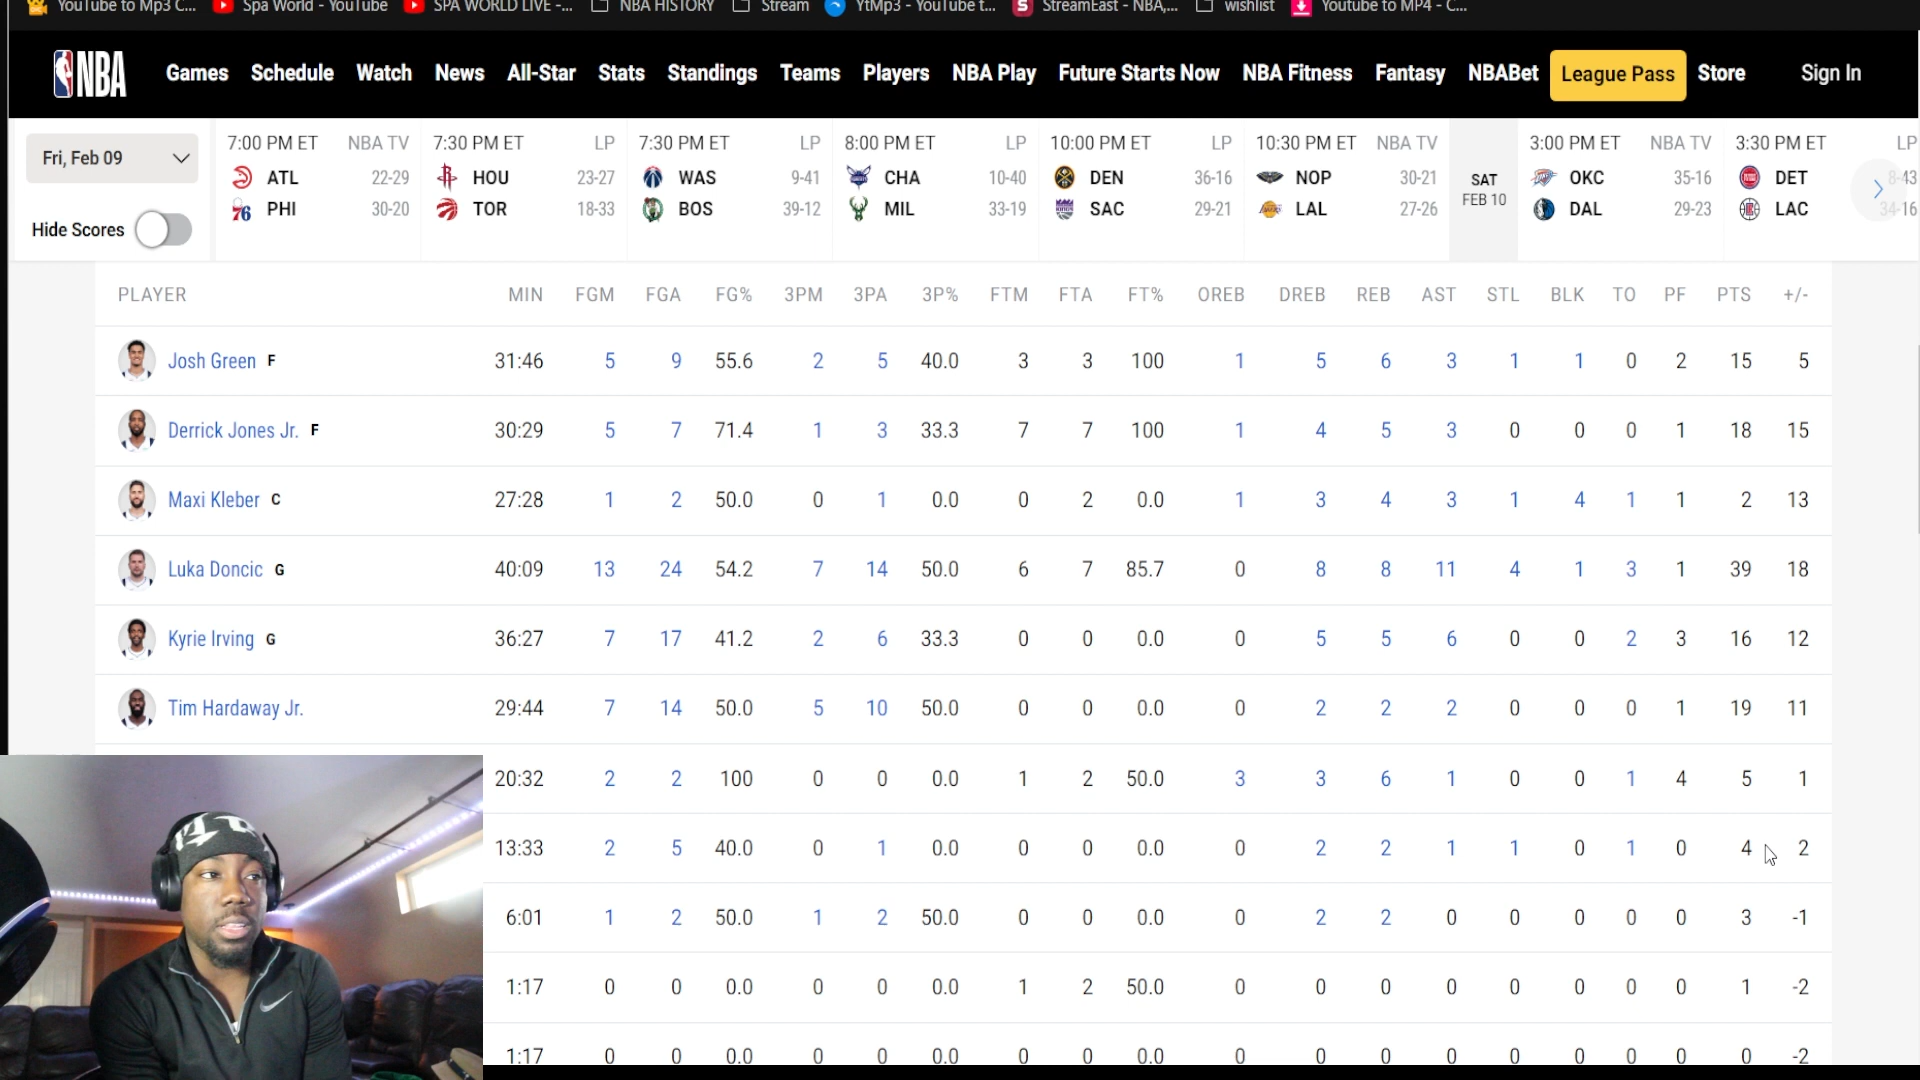 YouTube to Mp3 C... Spa World - YouTube SPA WORLD LIVE -... NBA HISTORY Stream YtMp3 - YouTube t... StreamEast - NBA,... wishlist Youtube to MP4 - C...
NBA Games Schedule Watch News All-Star Stats Standings Teams Players NBA Play Future Starts Now NBA Fitness Fantasy NBABet League Pass Store Sign In
Fri, Feb 09
Hide Scores
7:00 PM ET NBA TV
ATL 22-29
PHI 30-20
7:30 PM ET LP
HOU 23-27
TOR 18-33
7:30 PM ET LP
WAS 9-41
BOS 39-12
8:00 PM ET LP
CHA 10-40
MIL 33-19
10:00 PM ET LP
DEN 36-16
SAC 29-21
10:30 PM ET NBA TV
NOP 30-21
LAL 27-26
SAT
FEB 10
3:00 PM ET NBA TV
OKC 35-16
DAL 29-23
3:30 PM ET LP
DET 8-43
LAC 34-16
PLAYER MIN FGM FGA FG% 3PM 3PA 3P% FTM FTA FT% OREB DREB REB AST STL BLK TO PF PTS +/-
Josh Green F 31:46 5 9 55.6 2 5 40.0 3 3 100 1 5 6 3 1 1 0 2 15 5
Derrick Jones Jr. F 30:29 5 7 71.4 1 3 33.3 7 7 100 1 4 5 3 0 0 0 1 18 15
Maxi Kleber C 27:28 1 2 50.0 0 1 0.0 0 2 0.0 1 3 4 3 1 4 1 1 2 13
Luka Doncic G 40:09 13 24 54.2 7 14 50.0 6 7 85.7 0 8 8 11 4 1 3 1 39 18
Kyrie Irving G 36:27 7 17 41.2 2 6 33.3 0 0 0.0 0 5 5 6 0 0 2 3 16 12
Tim Hardaway Jr. 29:44 7 14 50.0 5 10 50.0 0 0 0.0 0 2 2 2 0 0 0 1 19 11
20:32 2 2 100 0 0 0.0 1 2 50.0 3 3 6 1 0 0 1 4 5 1
13:33 2 5 40.0 0 1 0.0 0 0 0.0 0 2 2 1 1 0 1 0 4 2
6:01 1 2 50.0 1 2 50.0 0 0 0.0 0 2 2 0 0 0 0 0 3 -1
1:17 0 0 0.0 0 0 0.0 1 2 50.0 0 0 0 0 0 0 0 0 1 -2
1:17 0 0 0.0 0 0 0.0 0 0 0.0 0 0 0 0 0 0 0 0 0 -2